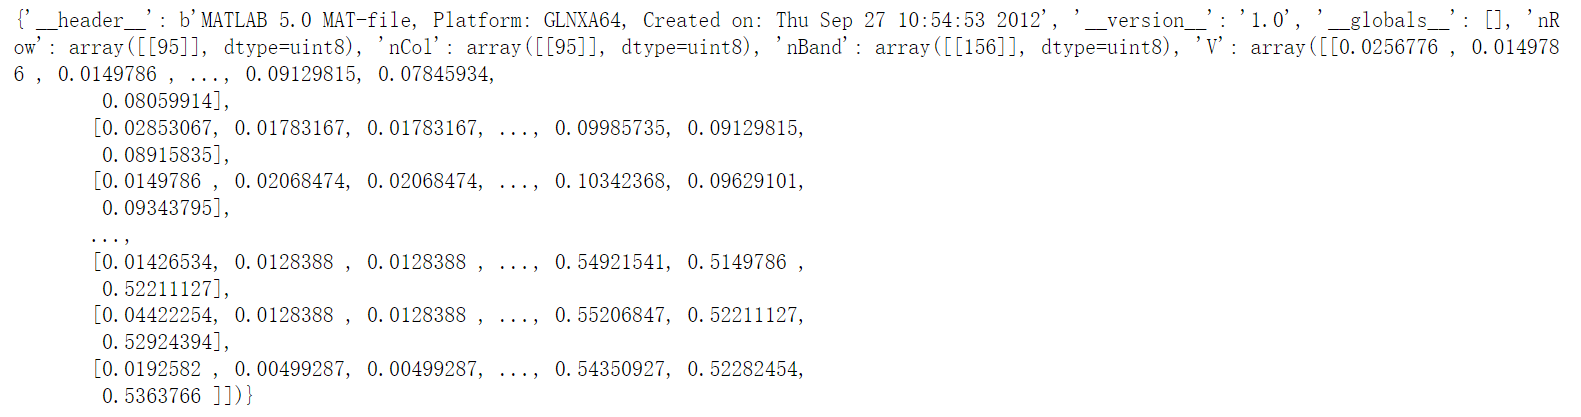 {'__header__': b'MATLAB 5.0 MAT-file, Platform: GLNXA64, Created on: Thu Sep 27 10:54:53 2012', '__version__': '1.0', '__globals__': [], 'nR
ow': array([[95]], dtype=uint8), 'nCol': array([[95]], dtype=uint8), 'nBand': array([[156]], dtype=uint8), 'V': array([[0.0256776 , 0.014978
6 , 0.0149786 , ..., 0.09129815, 0.07845934,
0.08059914],
[0.02853067, 0.01783167, 0.01783167, ..., 0.09985735, 0.09129815,
0.08915835],
[0.0149786 , 0.02068474, 0.02068474, ..., 0.10342368, 0.09629101,
0.09343795],
...,
[0.01426534, 0.0128388 , 0.0128388 , ..., 0.54921541, 0.5149786 ,
0.52211127],
[0.04422254, 0.0128388 , 0.0128388 , ..., 0.55206847, 0.52211127,
0.52924394],
[0.0192582 , 0.00499287, 0.00499287, ..., 0.54350927, 0.52282454,
0.5363766 ]])}